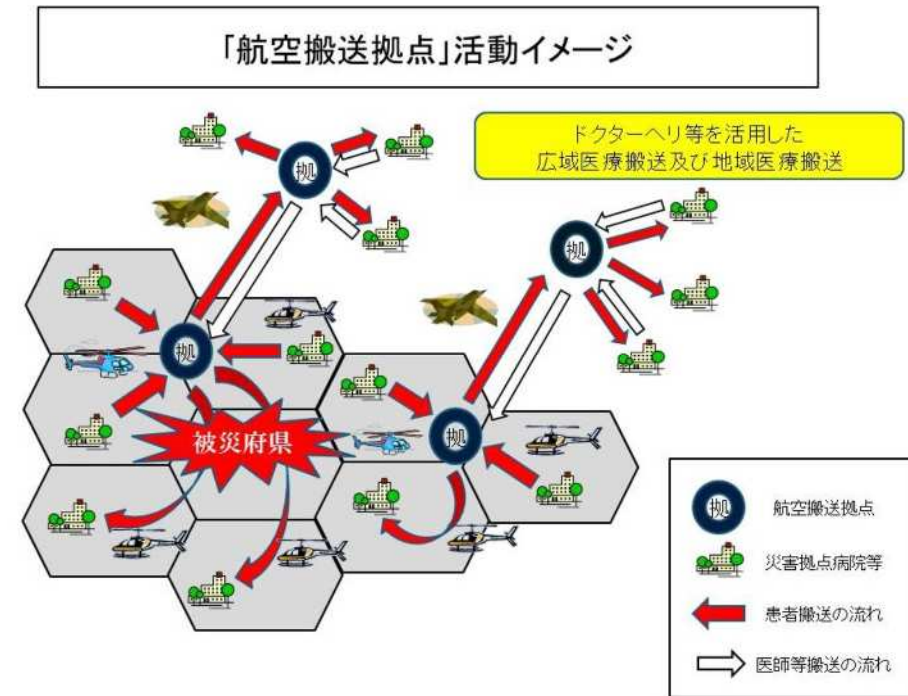 「航空搬送拠点」活動イメージ
ドクターヘリ等を活用した
広域医療搬送及び地域医療搬送
拠
拠
拠
拠
被災府県
拠 航空搬送拠点
災害拠点病院等
患者搬送の流れ
医師等搬送の流れ